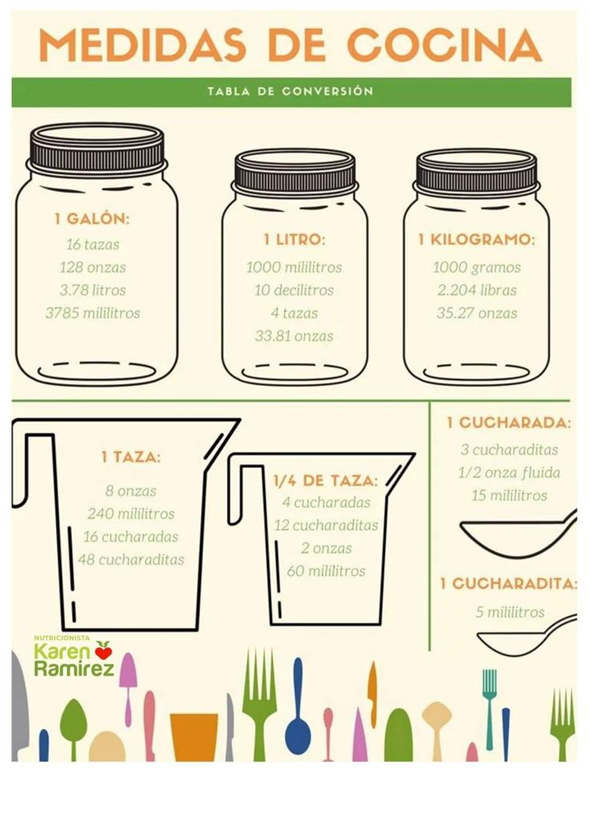 MEDIDAS DE COCINA
TABLA DE CONVERSIÓN
1 GALÓN:
16 tazas
128 onzas
3.78 litros
3785 mililitros
1 LITRO:
1000 mililitros
10 decilitros
4 tazas
33.81 onzas
1 KILOGRAMO:
1000 gramos
2.204 libras
35.27 onzas
1 TAZA:
8 onzas
240 mililitros
16 cucharadas
48 cucharaditas
1/4 DE TAZA:
4 cucharadas
12 cucharaditas
2 onzas
60 mililitros
1 CUCHARADA:
3 cucharaditas
1/2 onza fluida
15 mililitros
1 CUCHARADITA:
5 mililitros
NUTRICIONISTA
Karen
Ramírez